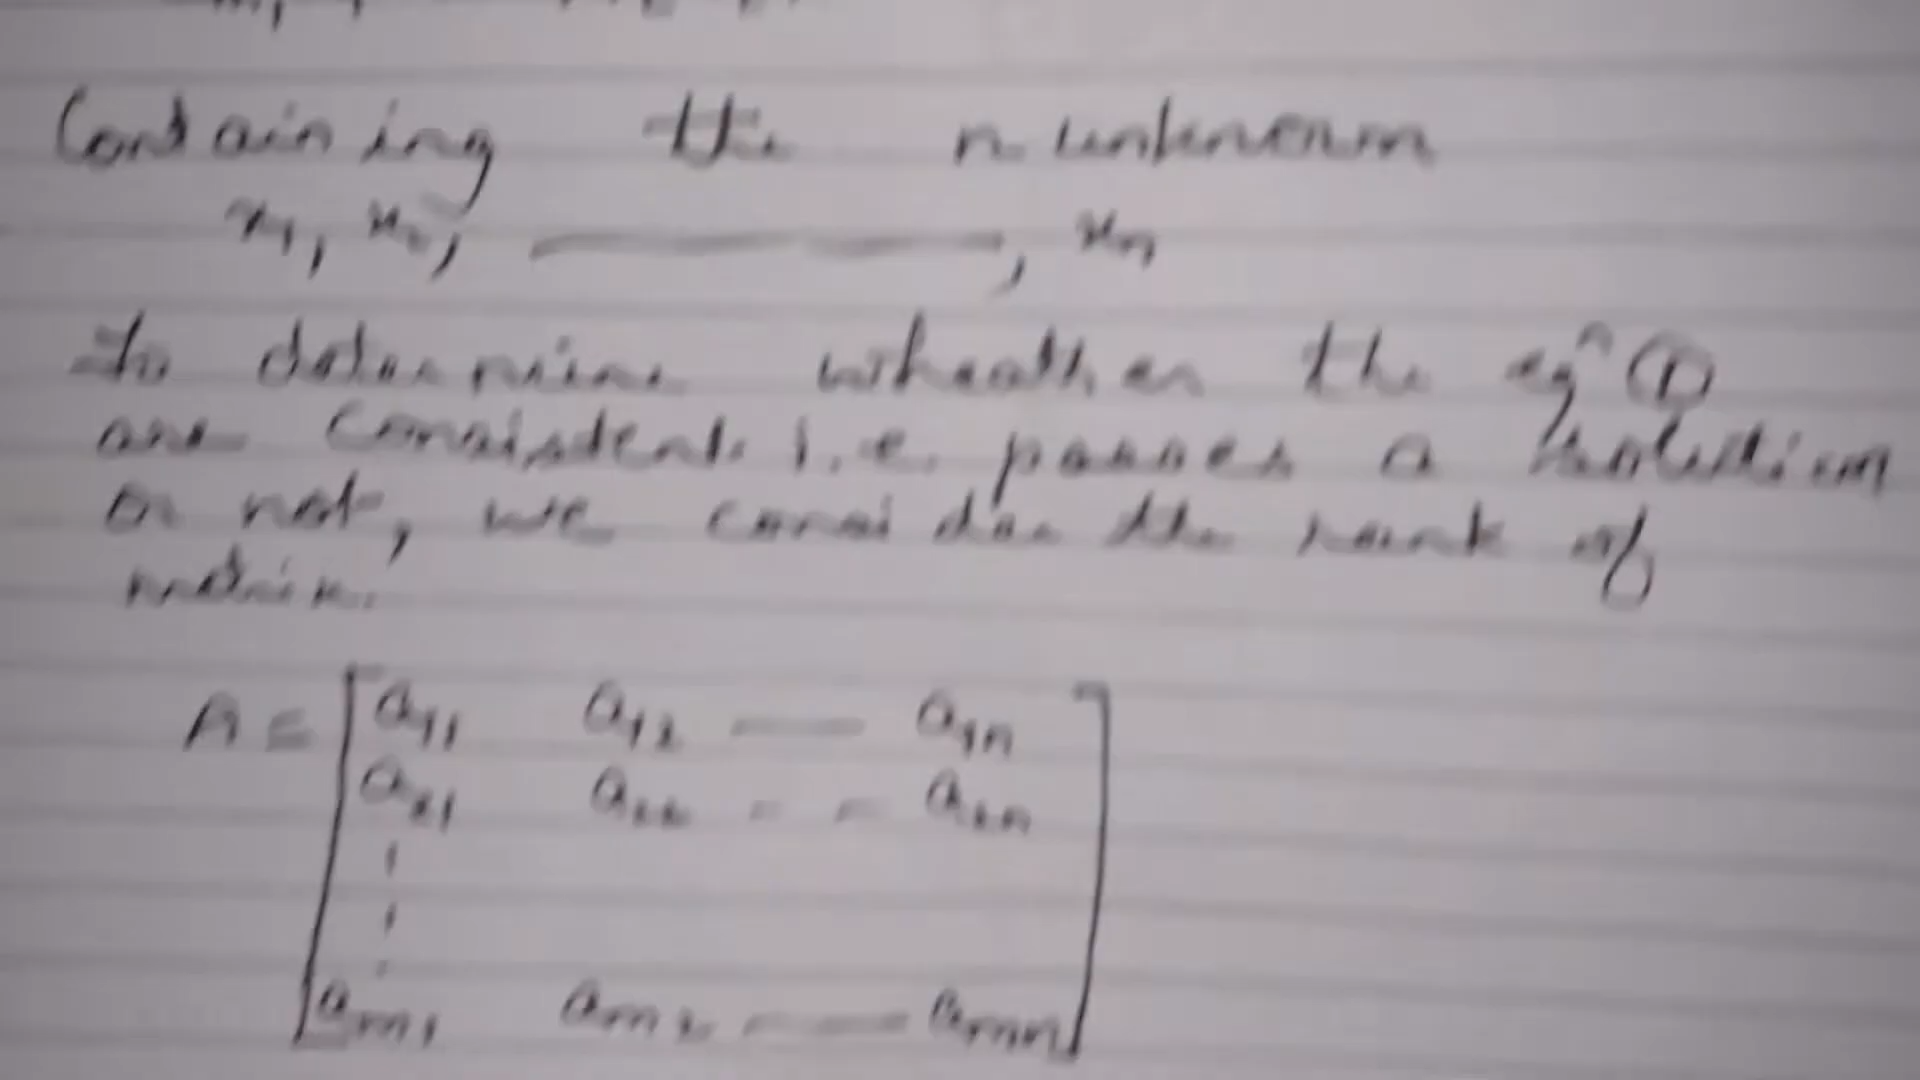 Containing the n unknown
x1, x2, ———, xn
to determine wheather the eqn (1)
are consistent i.e. posses a solution
or not, we consider the rank of
matrix.
A = [a11 a12 — a1n
a21 a22 - - a2n
⋮
am1 am2 — amn]